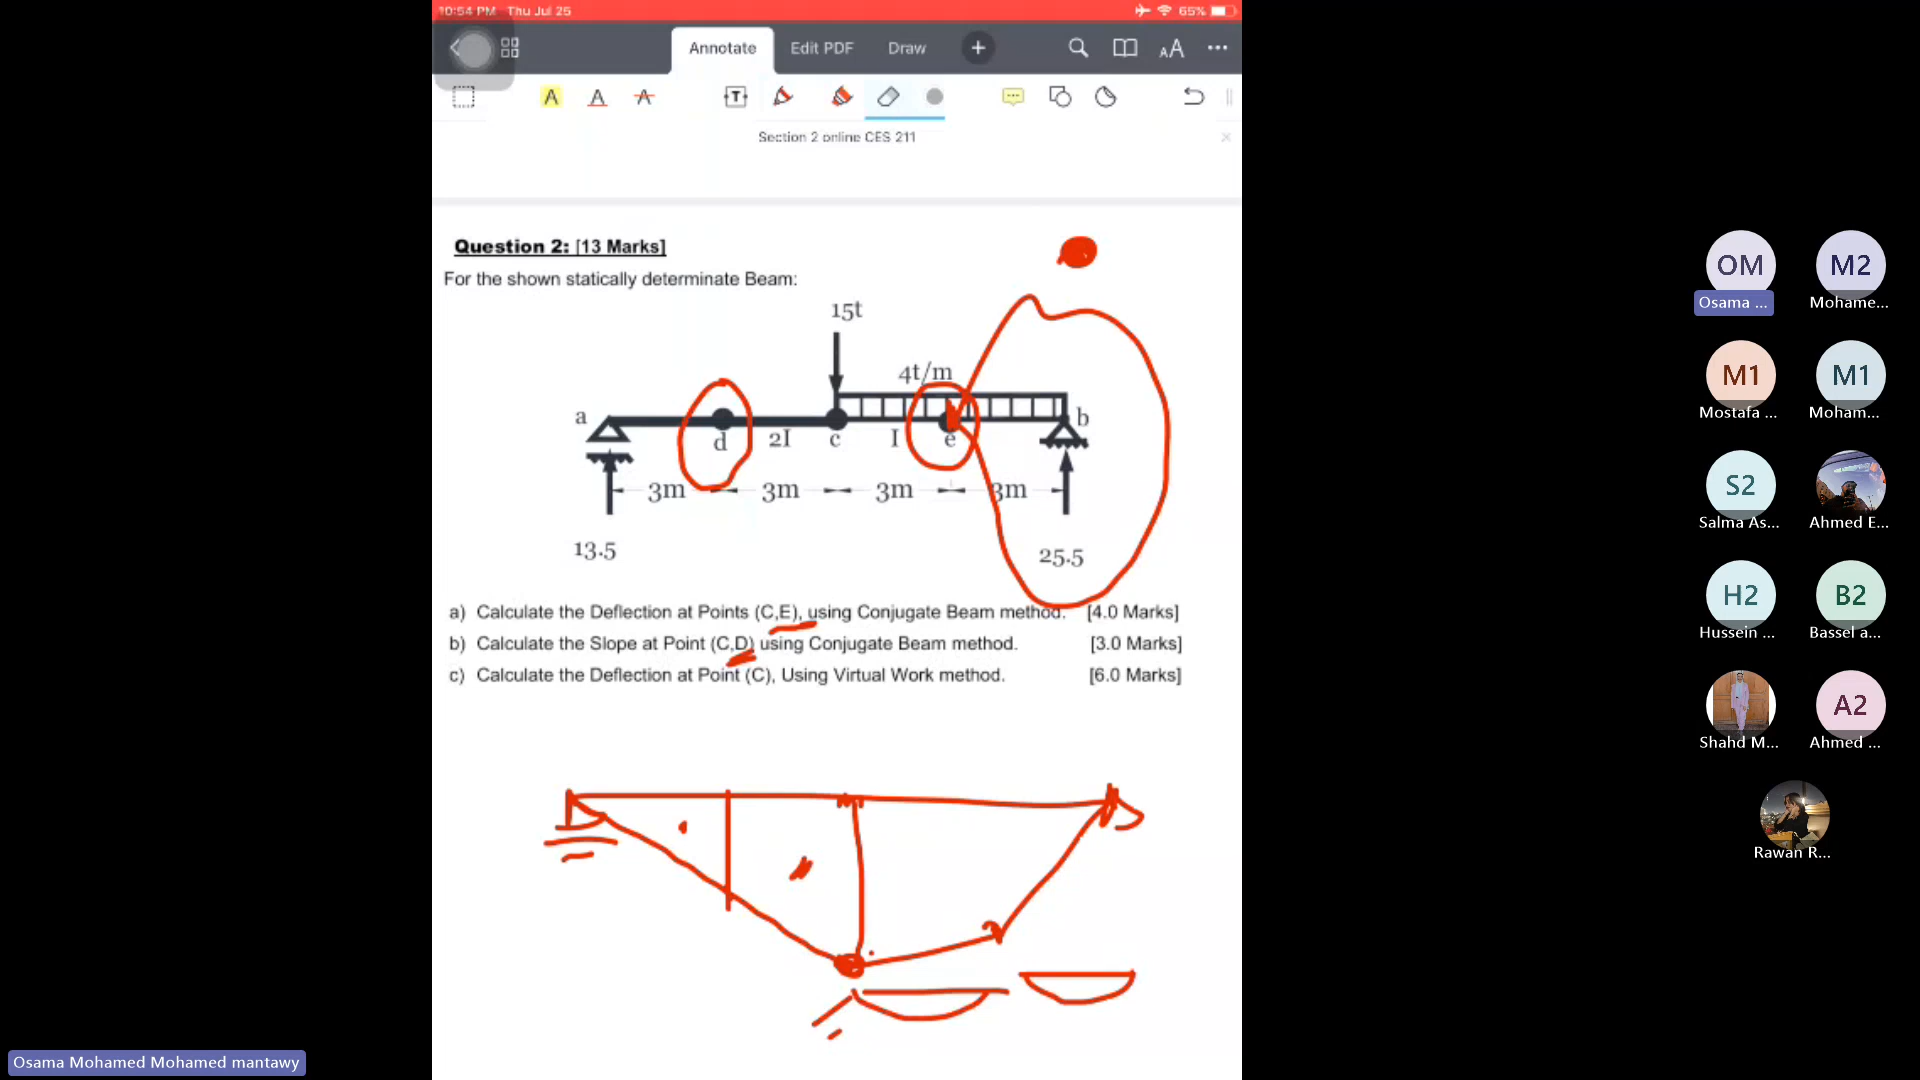 10:54 PM Thu Jul 25
65%
Annotate
Edit PDF
Draw
Section 2 online CES 211
Question 2: [13 Marks]
For the shown statically determinate Beam:
15t
4t/m
a
b
d
2I
c
I
e
3m
3m
3m
3m
13.5
25.5
a) Calculate the Deflection at Points (C,E), using Conjugate Beam method. [4.0 Marks]
b) Calculate the Slope at Point (C,D) using Conjugate Beam method. [3.0 Marks]
c) Calculate the Deflection at Point (C), Using Virtual Work method. [6.0 Marks]
OM
Osama ...
M2
Mohame...
M1
Mostafa ...
M1
Moham...
S2
Salma As...
Ahmed E...
H2
Hussein ...
B2
Bassel a...
Shahd M...
A2
Ahmed ...
Rawan R...
Osama Mohamed Mohamed mantawy